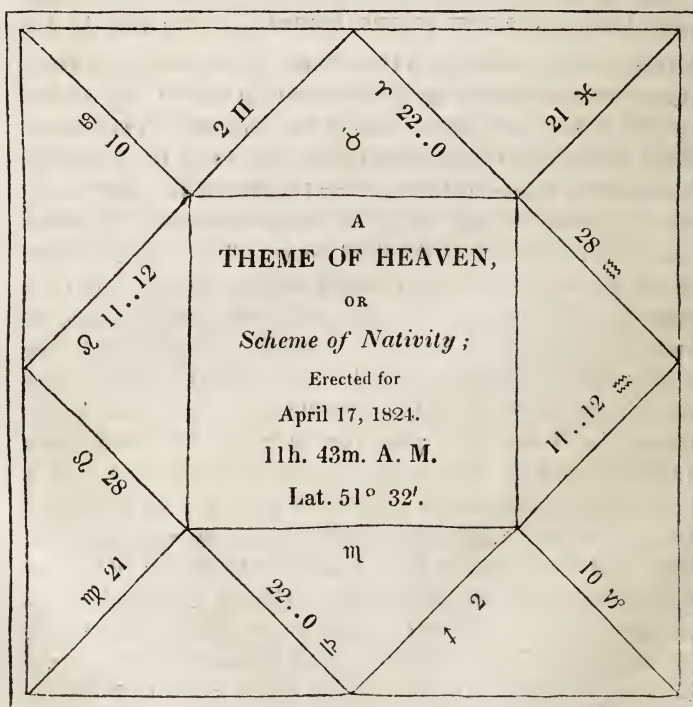 ♋ 10
2 ♊
♈ 22..0
♉
21 ♓
♌ 11..12
28 ♒
A
THEME OF HEAVEN,
OR
Scheme of Nativity;
Erected for
April 17, 1824.
11h. 43m. A. M.
Lat. 51° 32′.
11..12 ♒
♌ 28
♍ 21
22..0 ♎
♏
♐ 2
10 ♑